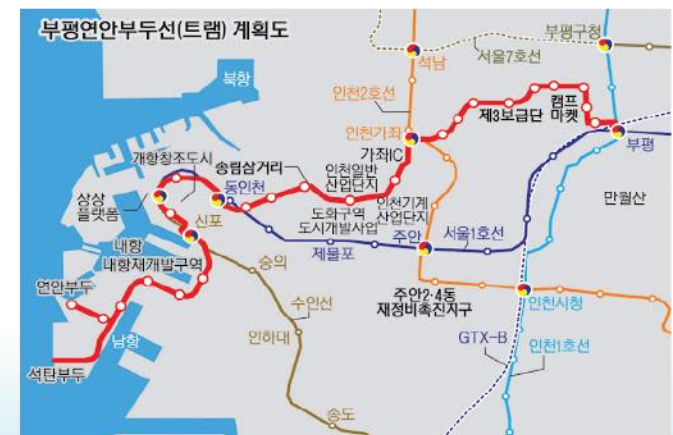 부평연안부두선(트램) 계획도
부평구청
석남
서울7호선
북항
인천2호선
캠프
마켓
제3보급단
인천가좌
부평
가좌IC
개항창조도시
송림삼거리
인천일반
산업단지
동인천
상상
플랫폼
인천기계
산업단지
만월산
도화구역
도시개발사업
신포
주안
서울1호선
내항
제물포
내항재개발구역
숭의
연안부두
수인선
주안2·4동
재정비촉진지구
인천시청
인하대
GTX-B
인천1호선
남항
석탄부두
송도